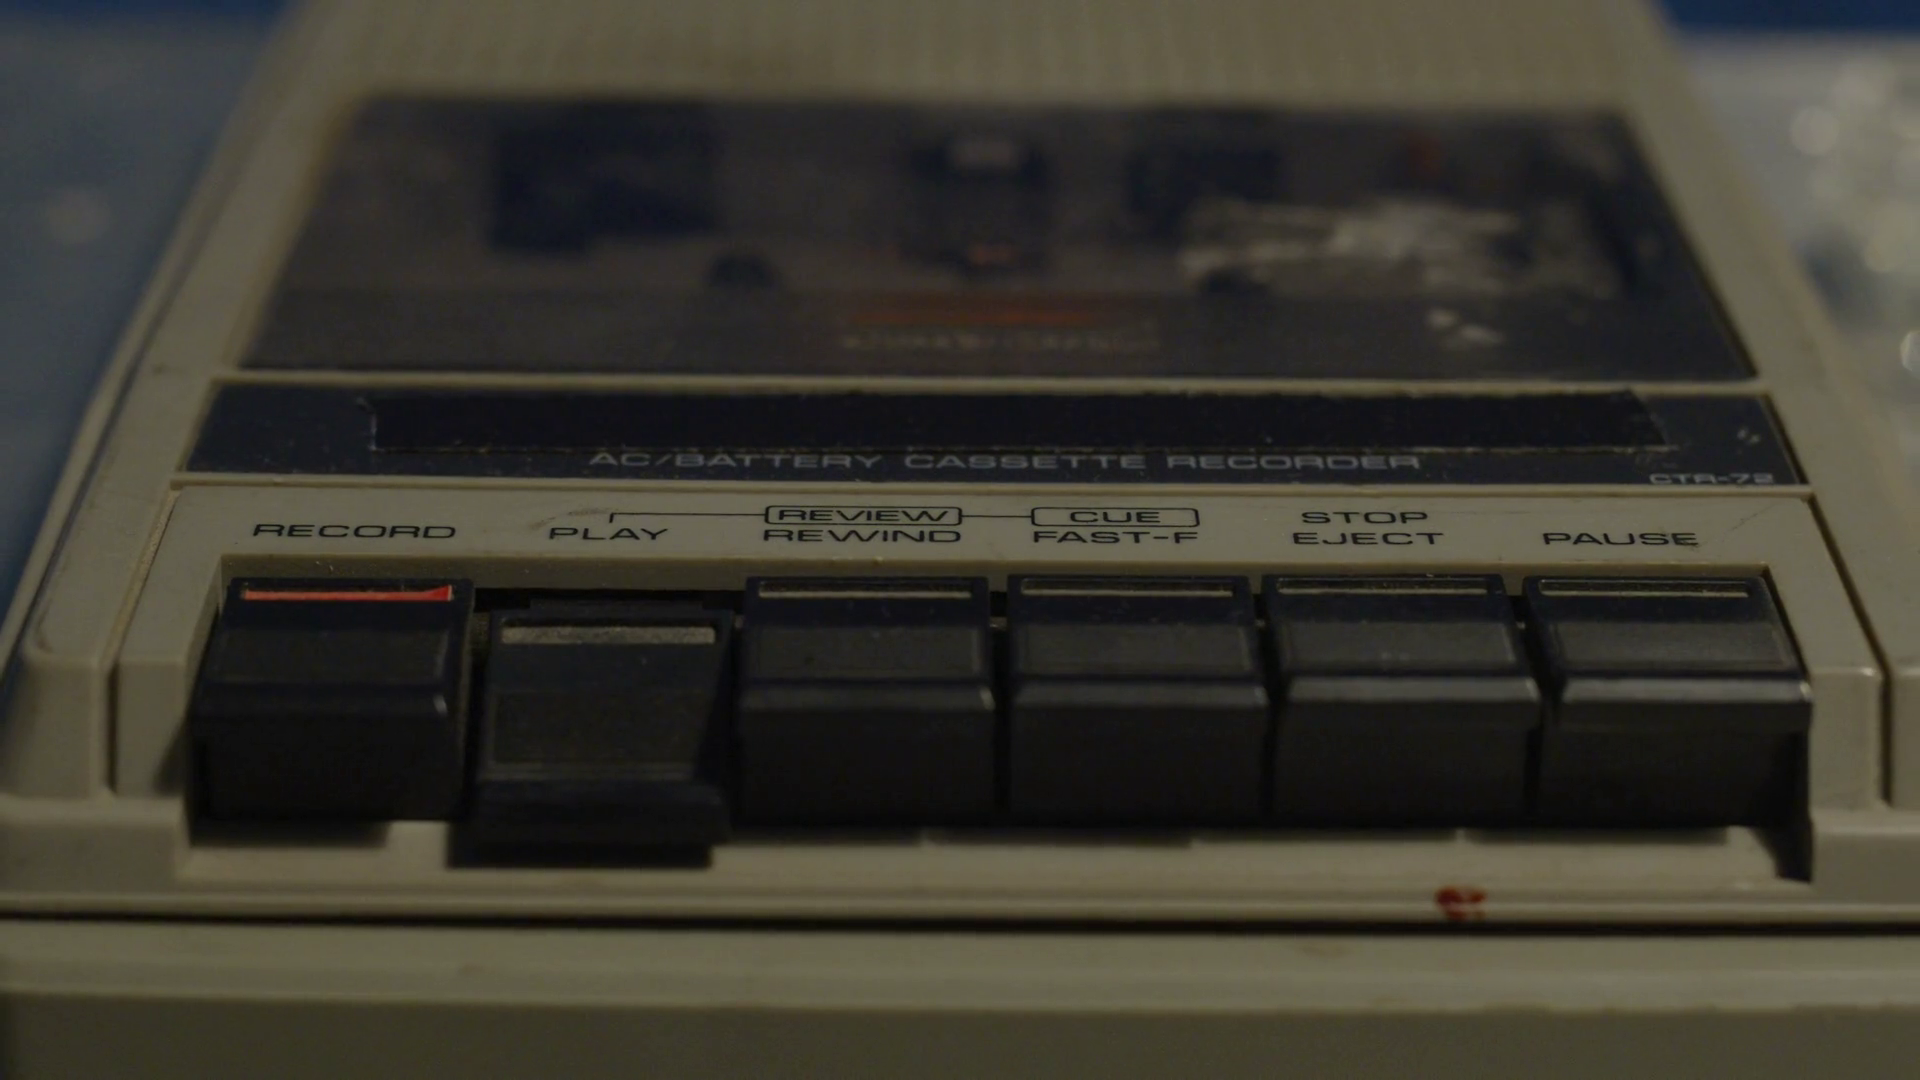 AC/BATTERY CASSETTE RECORDER
CTR-72
RECORD
PLAY
REVIEW
REWIND
CUE
FAST-F
STOP
EJECT
PAUSE